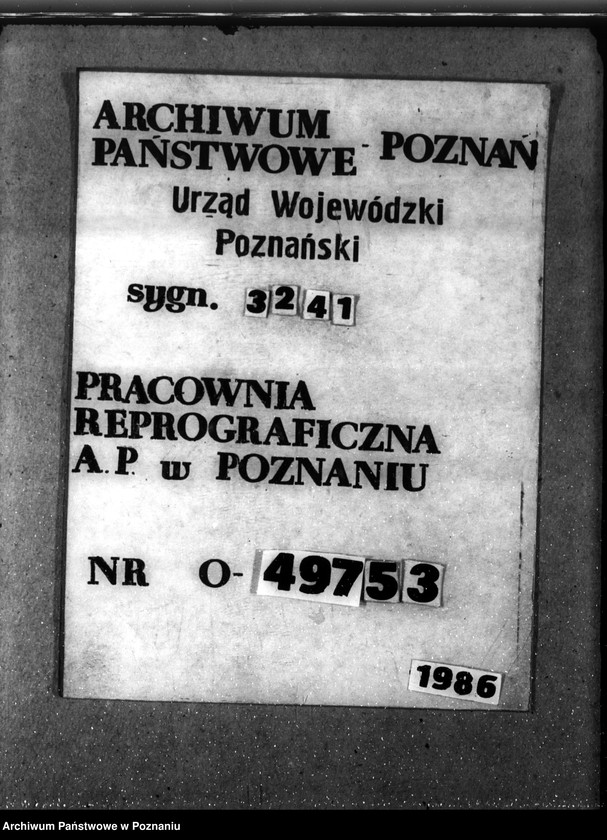 ARCHIWUM
PAŃSTWOWE - POZNAŃ
Urząd Wojewódzki
Poznański
sygn. 3241
PRACOWNIA
REPROGRAFICZNA
A.P. w POZNANIU
NR O-49753
1986
Archiwum Państwowe w Poznaniu